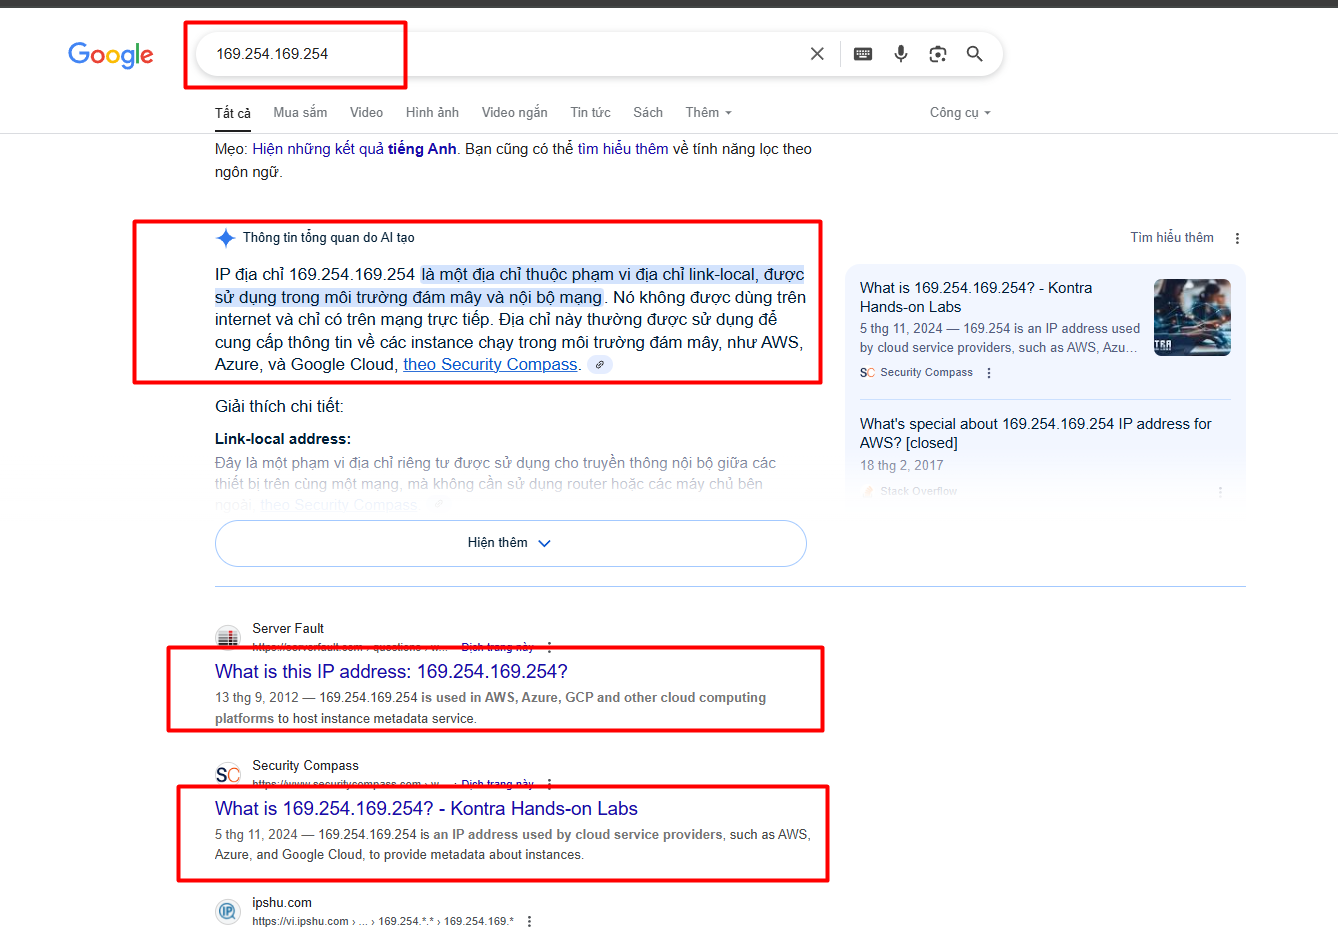 Google
169.254.169.254
Tất cả Mua sắm Video Hình ảnh Video ngắn Tin tức Sách Thêm Công cụ
Mẹo: Hiện những kết quả tiếng Anh. Bạn cũng có thể tìm hiểu thêm về tính năng lọc theo
ngôn ngữ.
Thông tin tổng quan do AI tạo
IP địa chỉ 169.254.169.254 là một địa chỉ thuộc phạm vi địa chỉ link-local, được
sử dụng trong môi trường đám mây và nội bộ mạng. Nó không được dùng trên
internet và chỉ có trên mạng trực tiếp. Địa chỉ này thường được sử dụng để
cung cấp thông tin về các instance chạy trong môi trường đám mây, như AWS,
Azure, và Google Cloud, theo Security Compass.
Giải thích chi tiết:
Link-local address:
Đây là một phạm vi địa chỉ riêng tư được sử dụng cho truyền thông nội bộ giữa các
thiết bị trên cùng một mạng, mà không cần sử dụng router hoặc các máy chủ bên
ngoài, theo Security Compass.
Hiện thêm
Tìm hiểu thêm
What is 169.254.169.254? - Kontra
Hands-on Labs
5 thg 11, 2024 — 169.254 is an IP address used
by cloud service providers, such as AWS, Azu...
TRA
SC Security Compass
What's special about 169.254.169.254 IP address for
AWS? [closed]
18 thg 2, 2017
Stack Overflow
Server Fault
https://serverfault.com › questions › w... · Dịch trang này
What is this IP address: 169.254.169.254?
13 thg 9, 2012 — 169.254.169.254 is used in AWS, Azure, GCP and other cloud computing
platforms to host instance metadata service.
SC
Security Compass
https://www.securitycompass.com › w... · Dịch trang này
What is 169.254.169.254? - Kontra Hands-on Labs
5 thg 11, 2024 — 169.254.169.254 is an IP address used by cloud service providers, such as AWS,
Azure, and Google Cloud, to provide metadata about instances.
IP
ipshu.com
https://vi.ipshu.com › ... › 169.254.*.* › 169.254.169.*